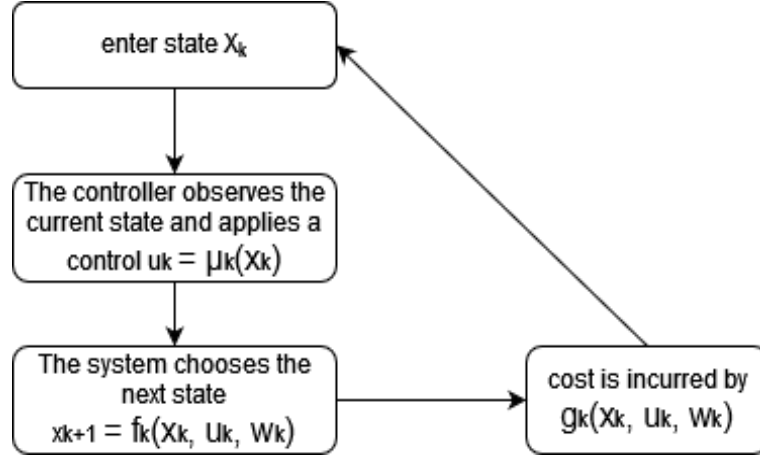 enter state Xk
The controller observes the
current state and applies a
control uk = μk(Xk)
The system chooses the
next state
xk+1 = fk(Xk, Uk, Wk)
cost is incurred by
gk(Xk, Uk, Wk)